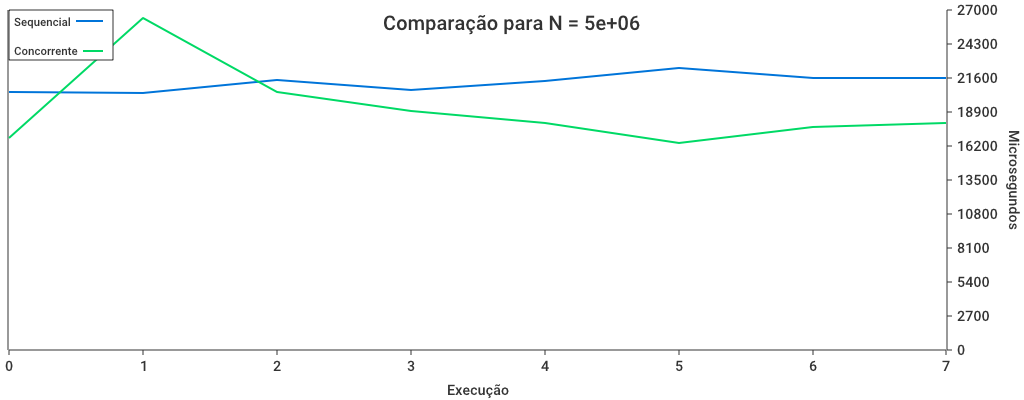 Comparação para N = 5e+06
Sequencial
Concorrente
27000
24300
21600
18900
16200
13500
10800
8100
5400
2700
0
Microsegundos
0 1 2 3 4 5 6 7
Execução